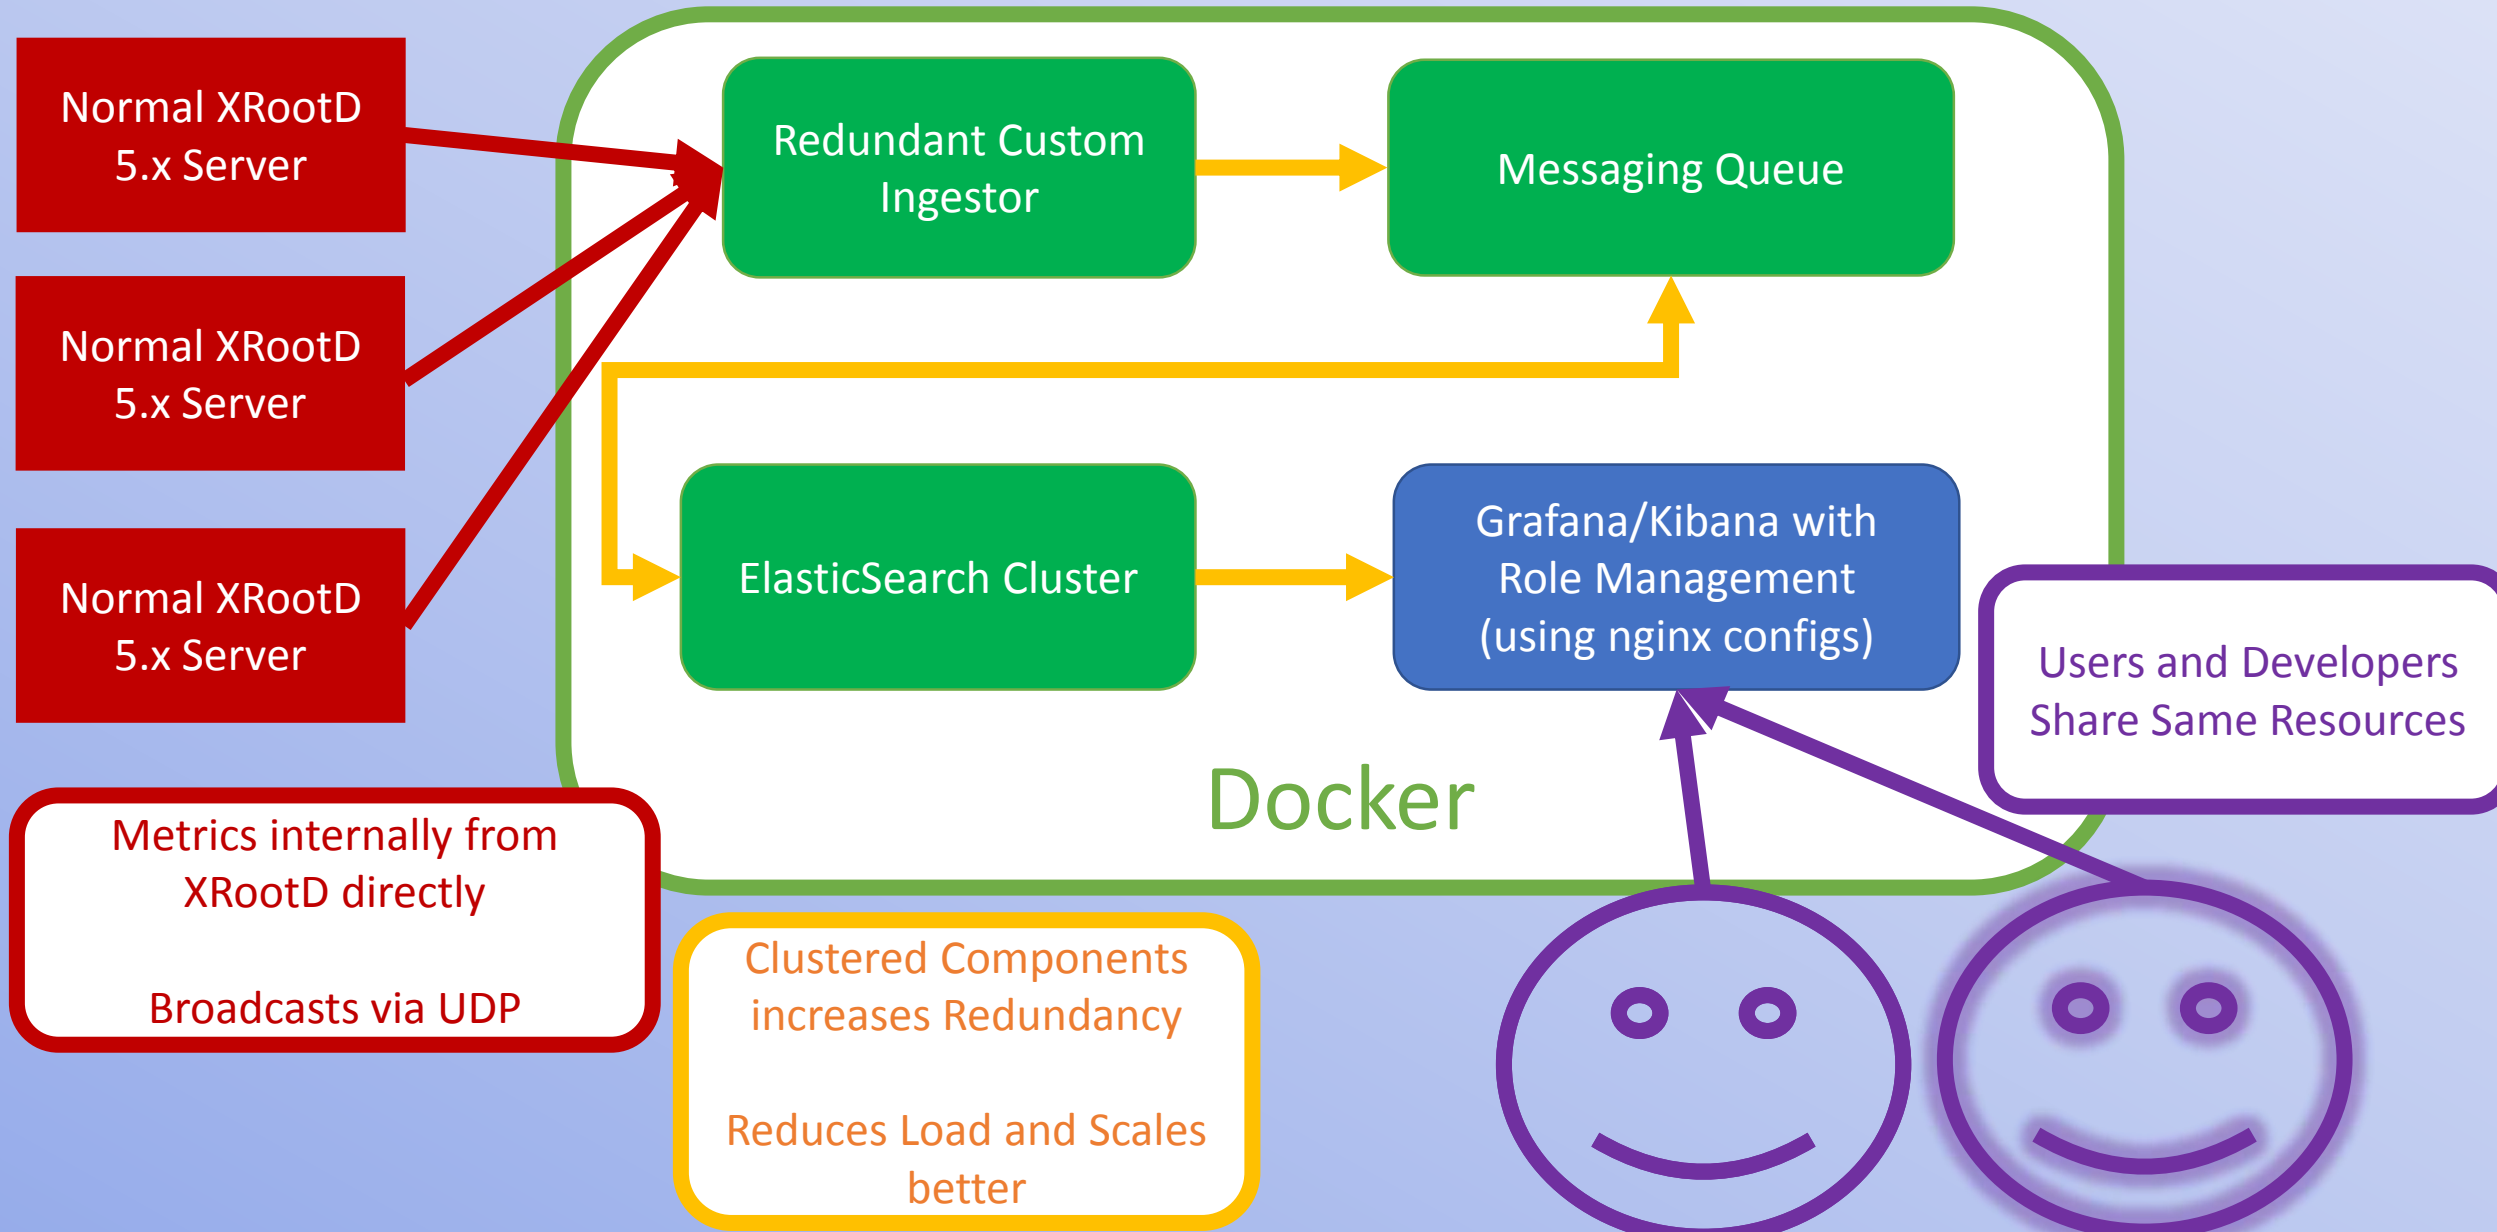 Normal XRootD
5.x Server
Redundant Custom
Ingestor
Messaging Queue
Normal XRootD
5.x Server
Normal XRootD
5.x Server
ElasticSearch Cluster
Grafana/Kibana with
Role Management
(using nginx configs)
Users and Developers
Share Same Resources
Docker
Metrics internally from
XRootD directly
Broadcasts via UDP
Clustered Components
increases Redundancy
Reduces Load and Scales
better